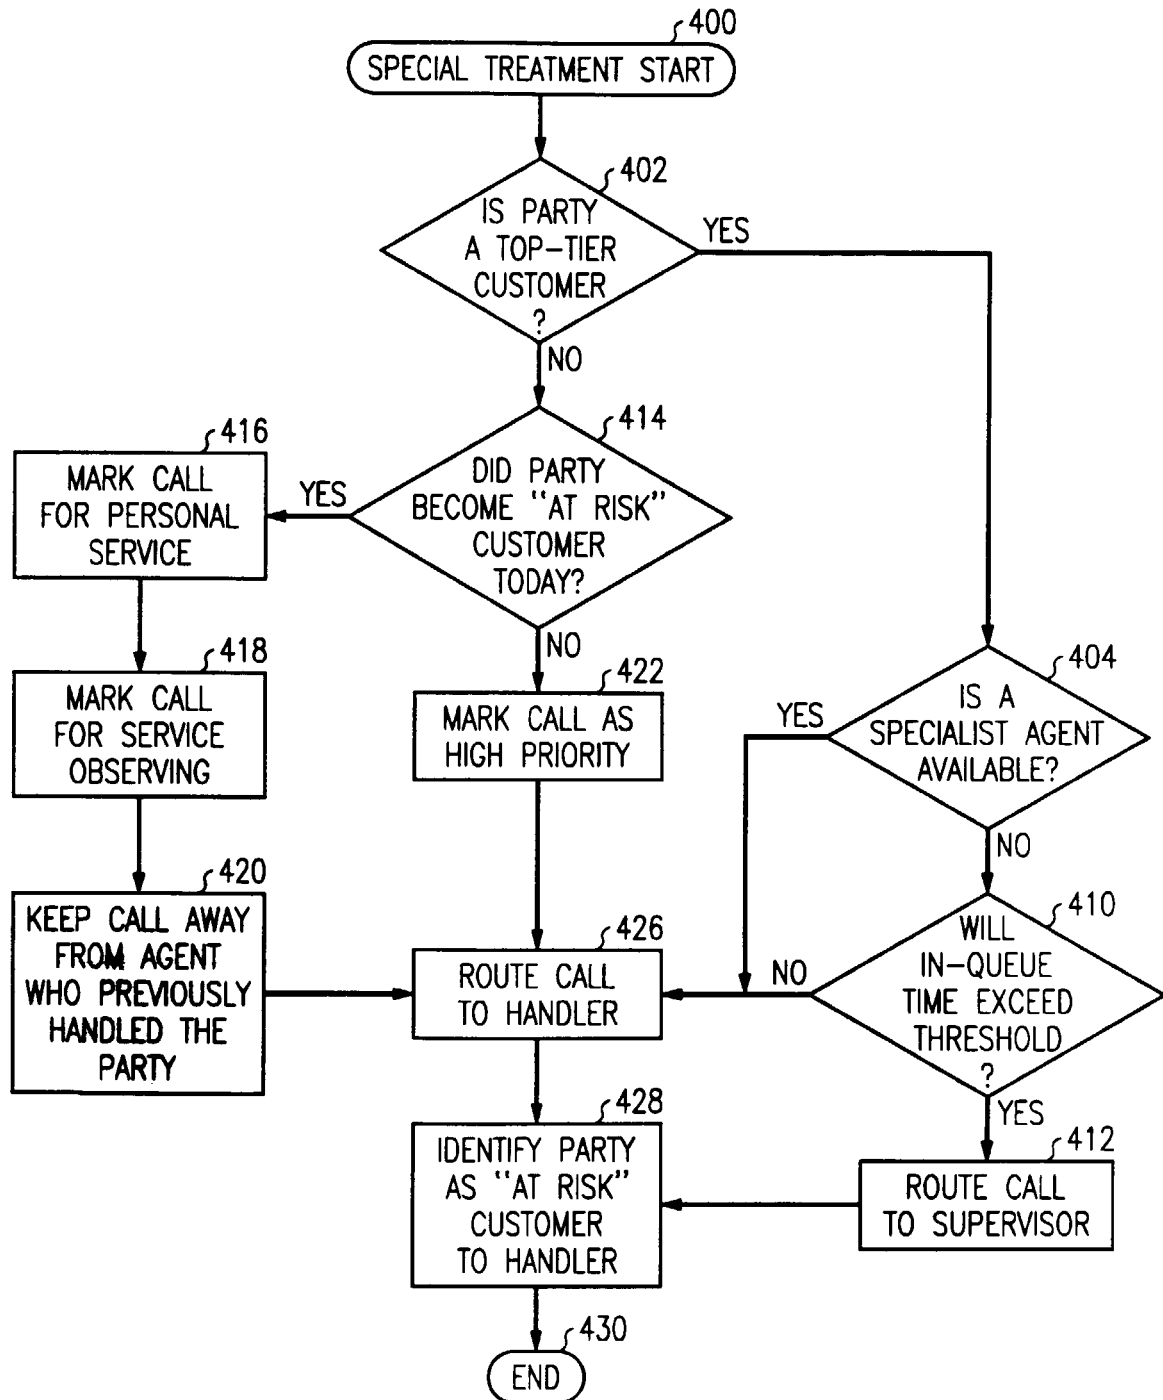 400
SPECIAL TREATMENT START
402
IS PARTY
A TOP-TIER
CUSTOMER
?
YES
NO
414
DID PARTY
BECOME "AT RISK"
CUSTOMER
TODAY?
YES
NO
416
MARK CALL
FOR PERSONAL
SERVICE
418
MARK CALL
FOR SERVICE
OBSERVING
420
KEEP CALL AWAY
FROM AGENT
WHO PREVIOUSLY
HANDLED THE
PARTY
422
MARK CALL AS
HIGH PRIORITY
404
IS A
SPECIALIST AGENT
AVAILABLE?
YES
NO
410
WILL
IN-QUEUE
TIME EXCEED
THRESHOLD
?
NO
YES
426
ROUTE CALL
TO HANDLER
412
ROUTE CALL
TO SUPERVISOR
428
IDENTIFY PARTY
AS "AT RISK"
CUSTOMER
TO HANDLER
430
END